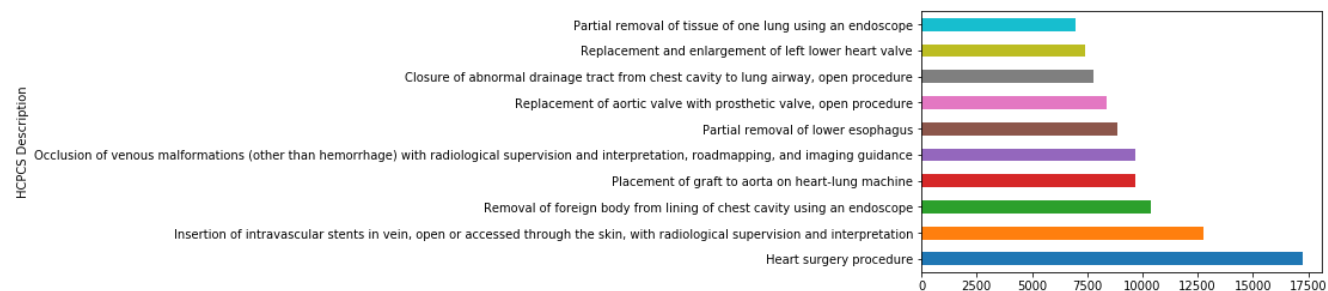 HCPCS Description
Partial removal of tissue of one lung using an endoscope
Replacement and enlargement of left lower heart valve
Closure of abnormal drainage tract from chest cavity to lung airway, open procedure
Replacement of aortic valve with prosthetic valve, open procedure
Partial removal of lower esophagus
Occlusion of venous malformations (other than hemorrhage) with radiological supervision and interpretation, roadmapping, and imaging guidance
Placement of graft to aorta on heart-lung machine
Removal of foreign body from lining of chest cavity using an endoscope
Insertion of intravascular stents in vein, open or accessed through the skin, with radiological supervision and interpretation
Heart surgery procedure
0 2500 5000 7500 10000 12500 15000 17500